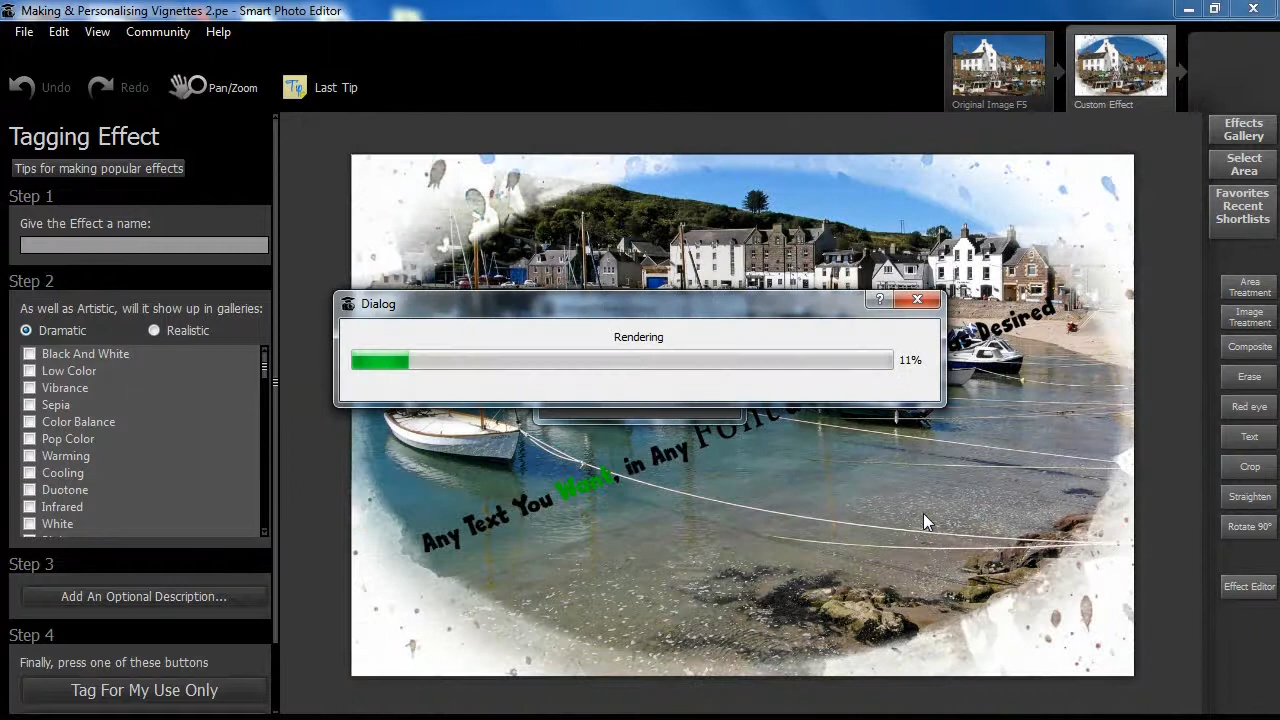 Making & Personalising Vignettes 2.pe - Smart Photo Editor
File Edit View Community Help
Undo Redo Pan/Zoom Tip Last Tip
Original Image F5
Custom Effect
Tagging Effect
Tips for making popular effects
Step 1
Give the Effect a name:
Step 2
As well as Artistic, will it show up in galleries:
Dramatic Realistic
Black And White
Low Color
Vibrance
Sepia
Color Balance
Pop Color
Warming
Cooling
Duotone
Infrared
White
Step 3
Add An Optional Description...
Step 4
Finally, press one of these buttons
Tag For My Use Only
Dialog
Rendering
11%
Any Text You Want, in Any Font
Desired
Effects
Gallery
Select
Area
Favorites
Recent
Shortlists
Area
Treatment
Image
Treatment
Composite
Erase
Red eye
Text
Crop
Straighten
Rotate 90°
Effect Editor